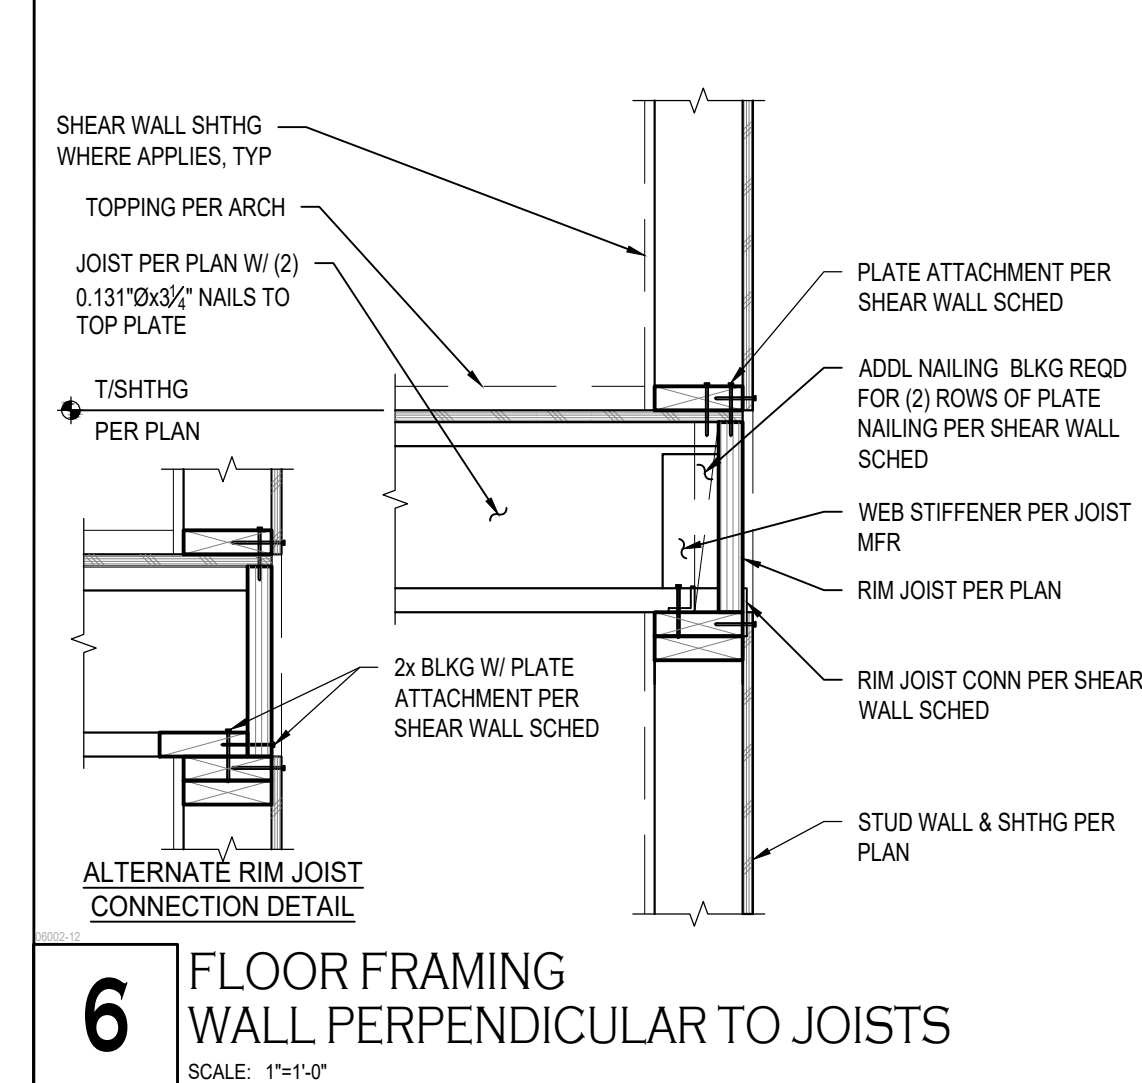 SHEAR WALL SHTHG
WHERE APPLIES, TYP
TOPPING PER ARCH
JOIST PER PLAN W/ (2)
0.131"Øx3¼" NAILS TO
TOP PLATE
T/SHTHG
PER PLAN
PLATE ATTACHMENT PER
SHEAR WALL SCHED
ADDL NAILING BLKG REQD
FOR (2) ROWS OF PLATE
NAILING PER SHEAR WALL
SCHED
WEB STIFFENER PER JOIST
MFR
RIM JOIST PER PLAN
RIM JOIST CONN PER SHEAR
WALL SCHED
2x BLKG W/ PLATE
ATTACHMENT PER
SHEAR WALL SCHED
STUD WALL & SHTHG PER
PLAN
ALTERNATE RIM JOIST
CONNECTION DETAIL
06002-12
6
FLOOR FRAMING
WALL PERPENDICULAR TO JOISTS
SCALE: 1"=1'-0"